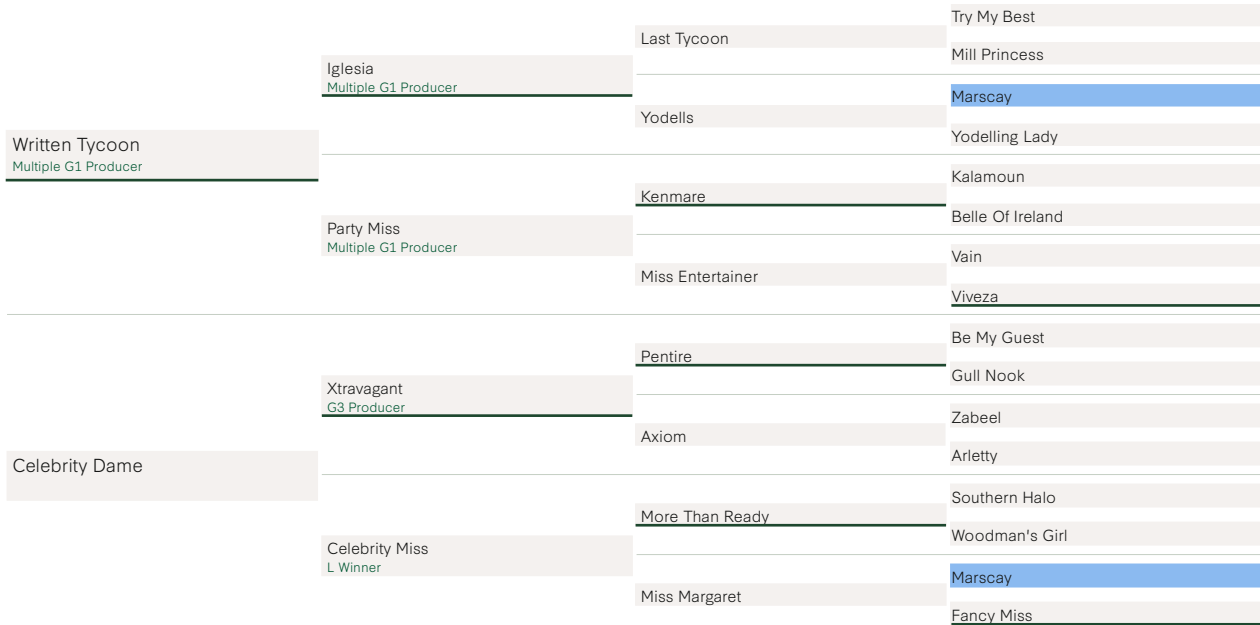 Written Tycoon
Multiple G1 Producer
Celebrity Dame
Iglesia
Multiple G1 Producer
Party Miss
Multiple G1 Producer
Xtravagant
G3 Producer
Celebrity Miss
L Winner
Last Tycoon
Yodells
Kenmare
Miss Entertainer
Pentire
Axiom
More Than Ready
Miss Margaret
Try My Best
Mill Princess
Marscay
Yodelling Lady
Kalamoun
Belle Of Ireland
Vain
Viveza
Be My Guest
Gull Nook
Zabeel
Arletty
Southern Halo
Woodman's Girl
Marscay
Fancy Miss